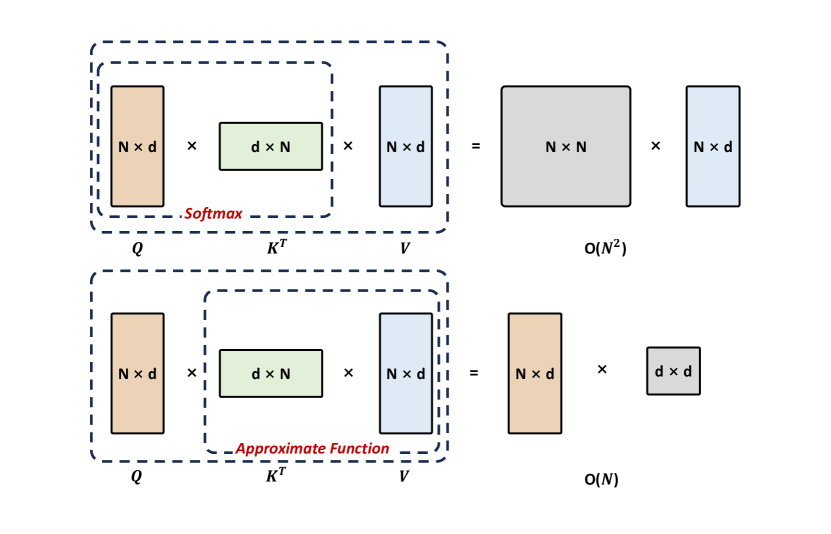 N × d × d × N × N × d = N × N × N × d
Softmax
Q K^T V O(N^2)
N × d × d × N × N × d = N × d × d × d
Approximate Function
Q K^T V O(N)